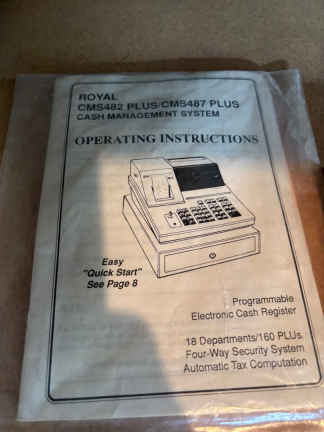 ROYAL
CMS482 PLUS/CMS487 PLUS
CASH MANAGEMENT SYSTEM
OPERATING INSTRUCTIONS
Easy
"Quick Start"
See Page 8
Programmable
Electronic Cash Register
18 Departments/160 PLUs
Four-Way Security System
Automatic Tax Computation